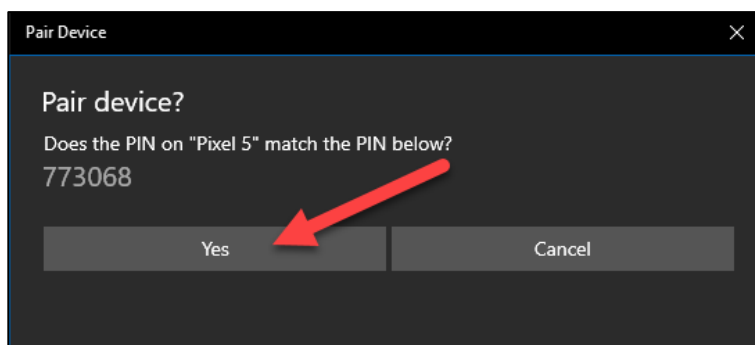 Pair Device
Pair device?
Does the PIN on "Pixel 5" match the PIN below?
773068
Yes
Cancel